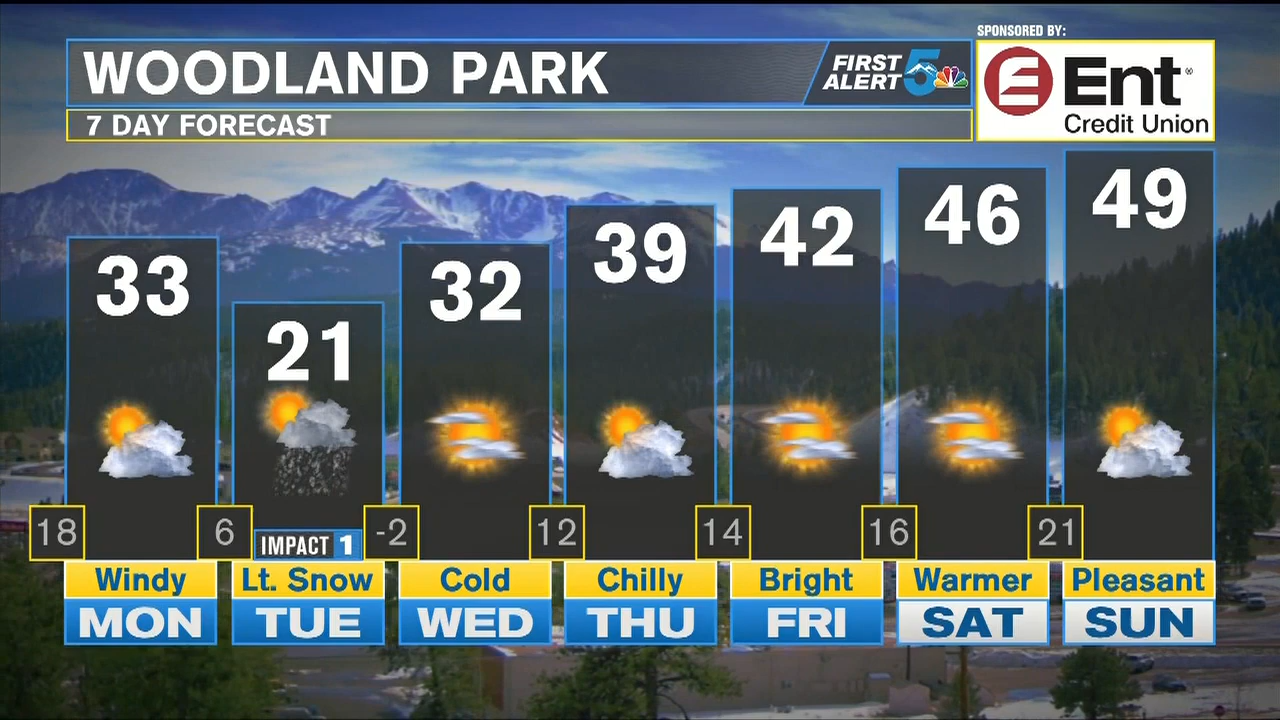 SPONSORED BY:
WOODLAND PARK
FIRST
ALERT 5
Ent
Credit Union
7 DAY FORECAST
33 21 32 39 42 46 49
18 6 -2 12 14 16 21
IMPACT 1
Windy Lt. Snow Cold Chilly Bright Warmer Pleasant
MON TUE WED THU FRI SAT SUN